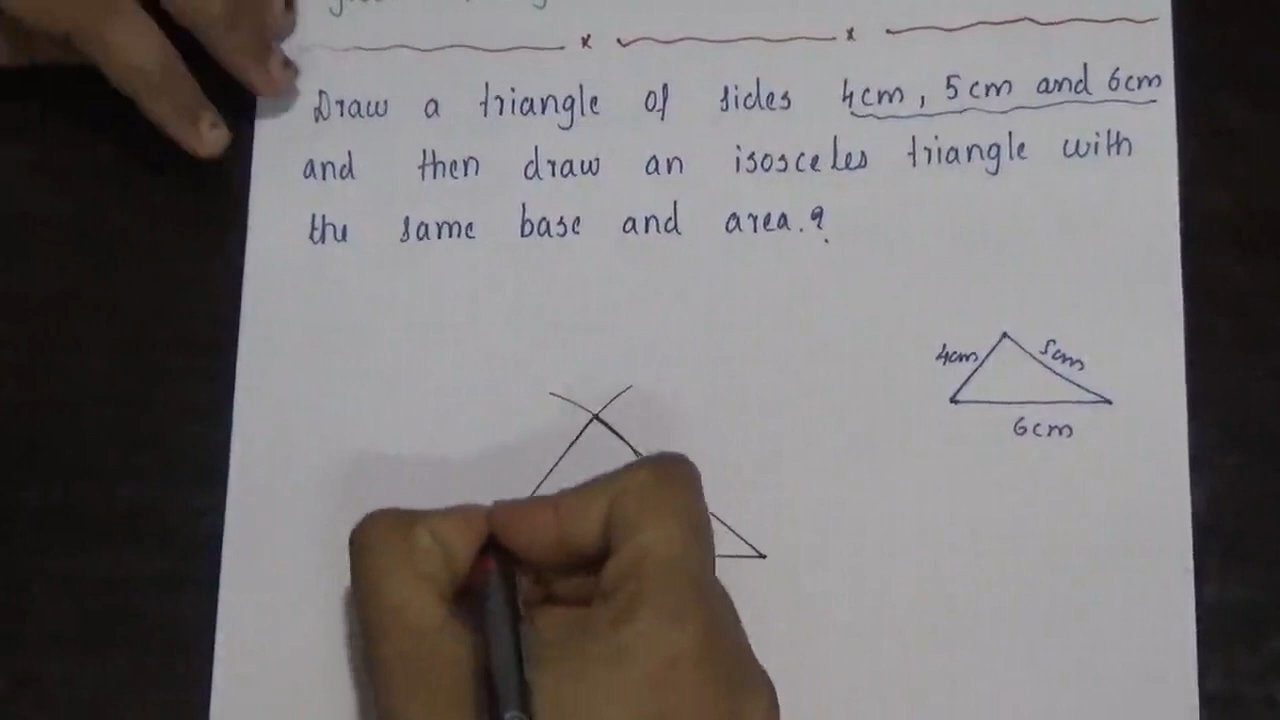 Draw a triangle of sides 4cm, 5cm and 6cm
and then draw an isosceles triangle with
the same base and area.?
4cm 5cm
6cm